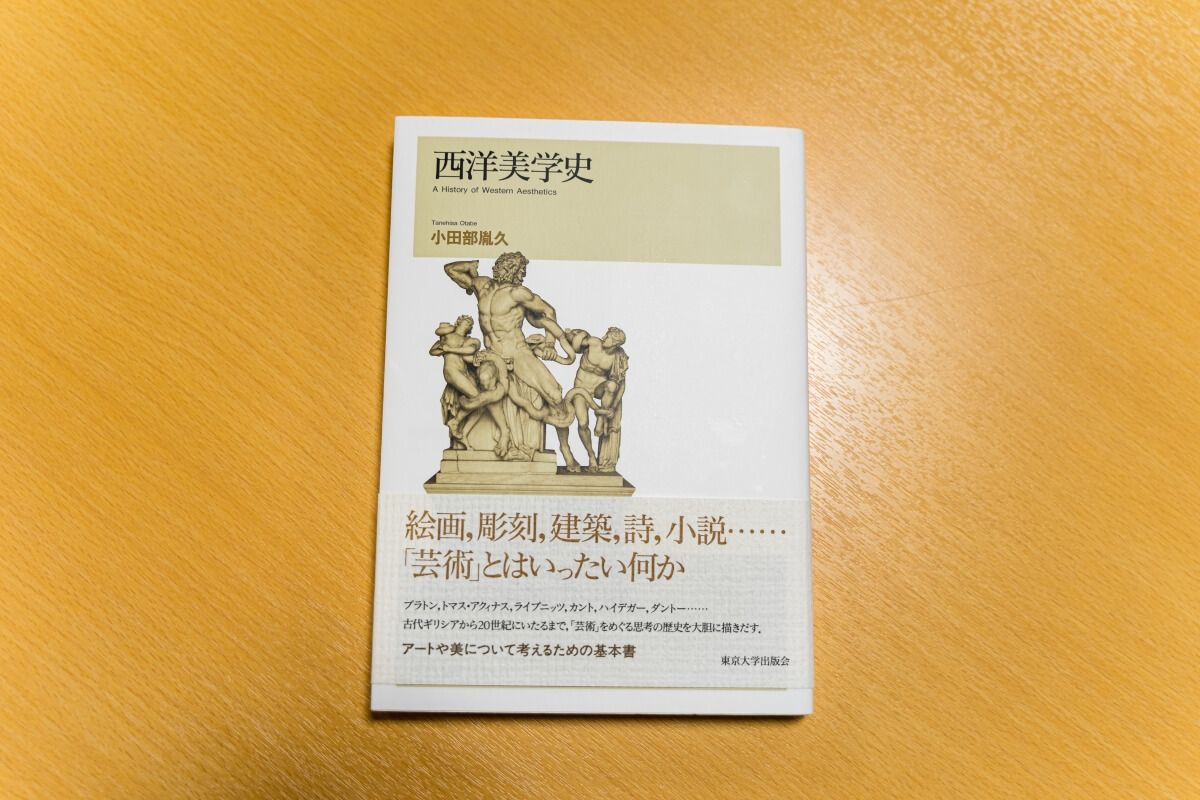 西洋美学史
A History of Western Aesthetics
Tanehisa Otabe
小田部胤久
絵画,彫刻,建築,詩,小説……
「芸術」とはいったい何か
プラトン,トマス・アクィナス,ライプニッツ,カント,ハイデガー,ダントー……
古代ギリシアから20世紀にいたるまで,「芸術」をめぐる思考の歴史を大胆に描きだす.
アートや美について考えるための基本書
東京大学出版会